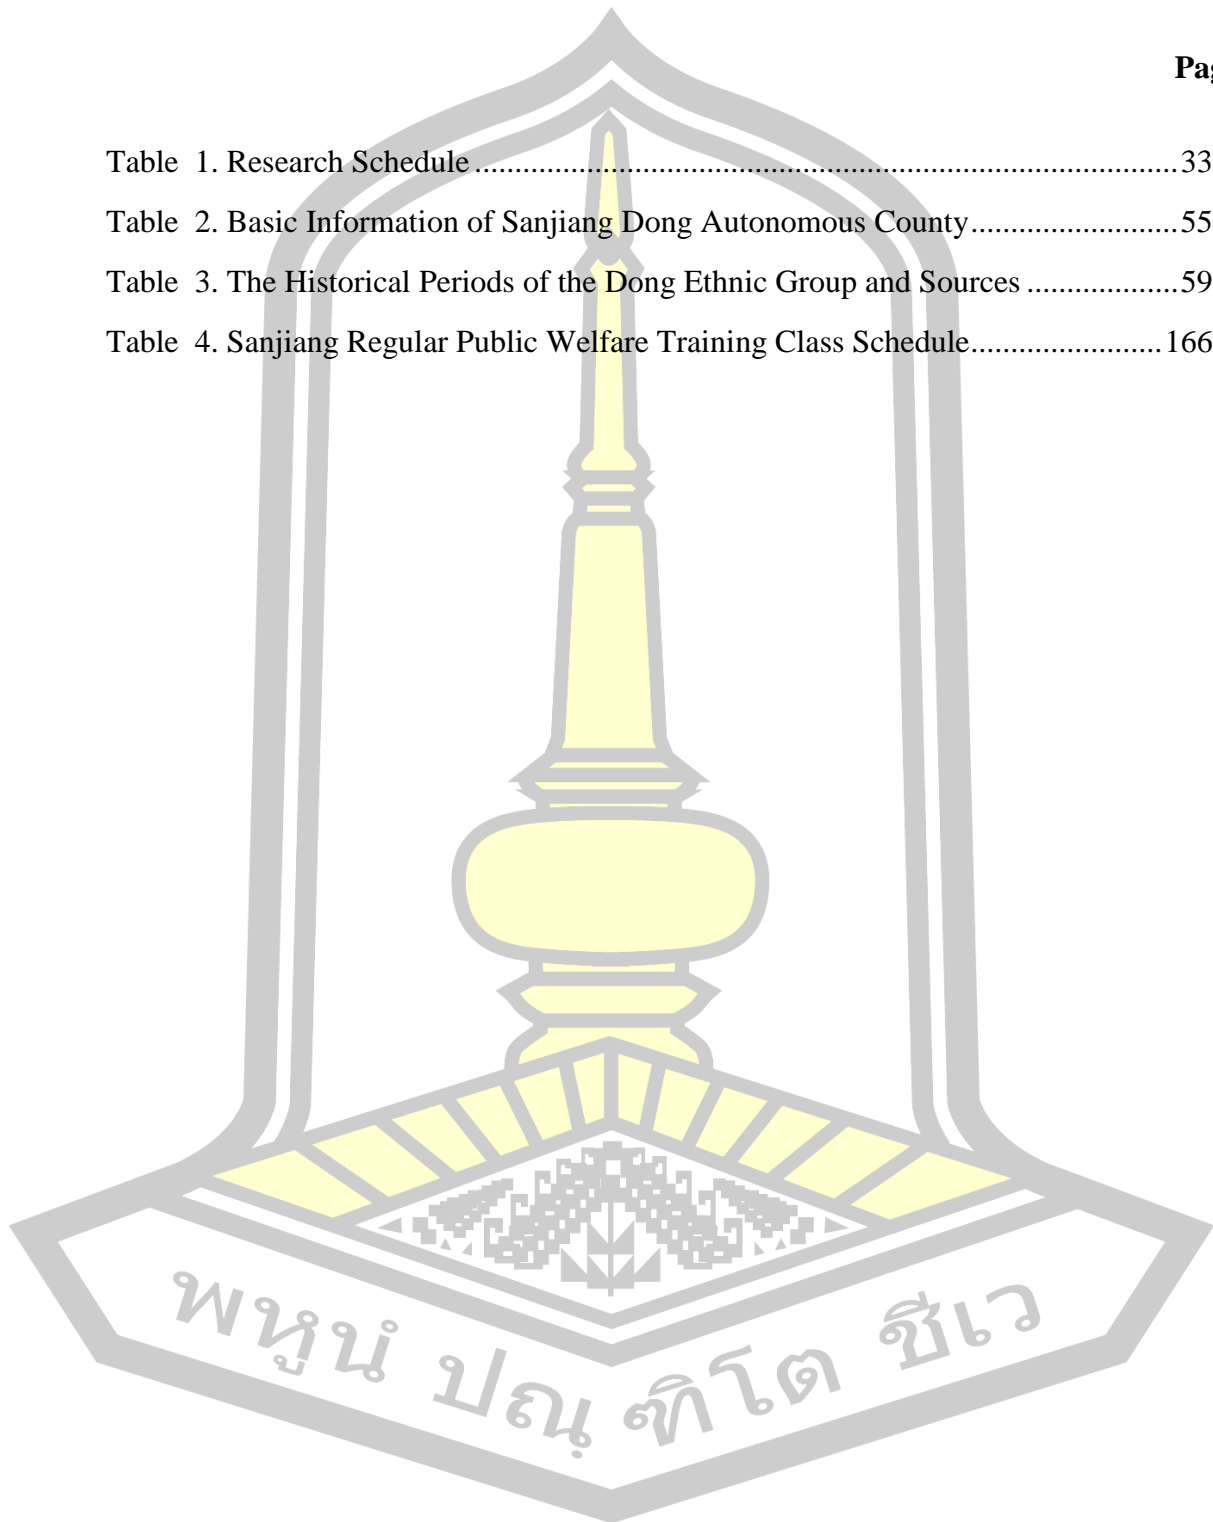 Pag
Table 1. Research Schedule ........................................................................................33
Table 2. Basic Information of Sanjiang Dong Autonomous County..........................55
Table 3. The Historical Periods of the Dong Ethnic Group and Sources ...................59
Table 4. Sanjiang Regular Public Welfare Training Class Schedule........................166
พหูนํ ปณฺ ฑิโต ชีเว